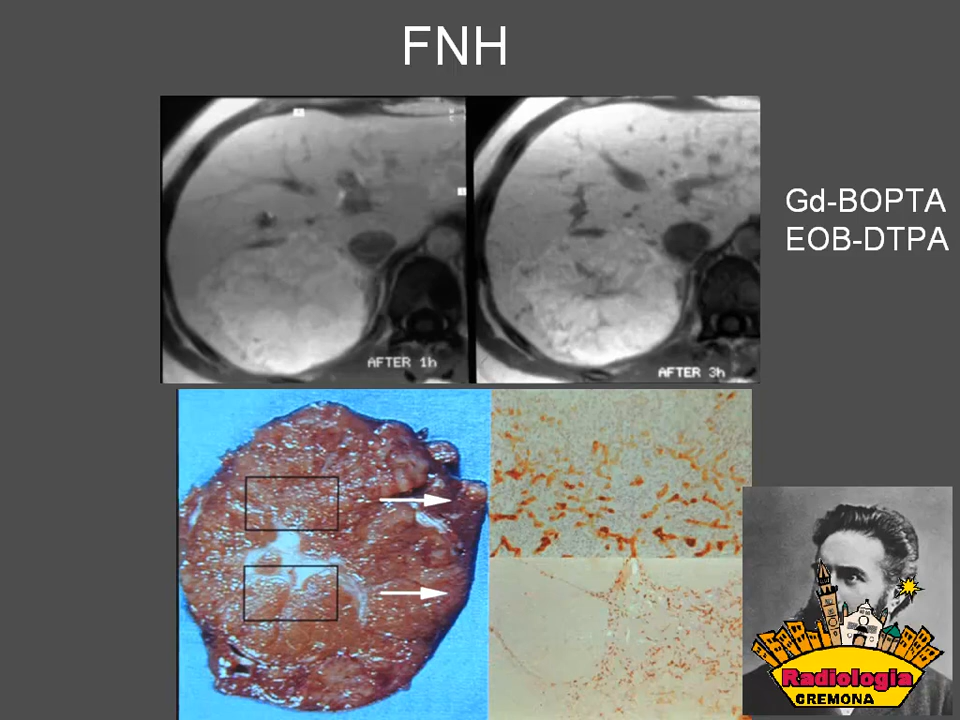 FNH
Gd-BOPTA
EOB-DTPA
AFTER 1h
AFTER 3h
Radiologia
CREMONA